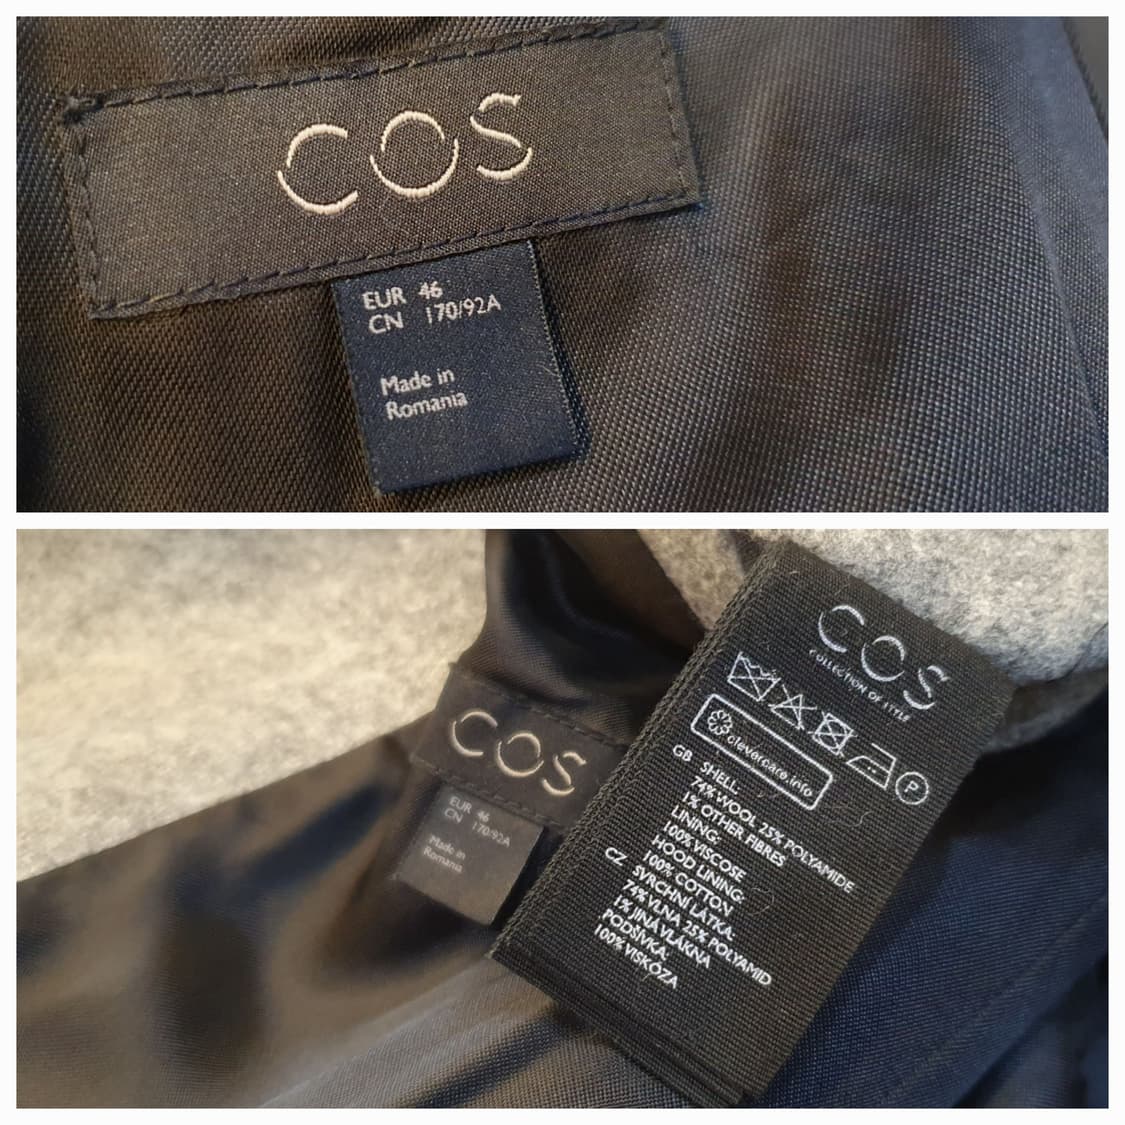 COS
EUR 46
CN 170/92A
Made in
Romania
COS
EUR 46
CN 170/92A
Made in
Romania
COS
COLLECTION OF STYLE
clevercare.info
P
GB SHELL.
74% WOOL 25% POLYAMIDE
1% OTHER FIBRES
LINING:
100% VISCOSE
HOOD LINING:
100% COTTON
CZ SVRCHNÍ LÁTKA.
74% VLNA 25% POLYAMID
1% JINÁ VLÁKNA
PODŠÍVKA.
100% VISKÓZA